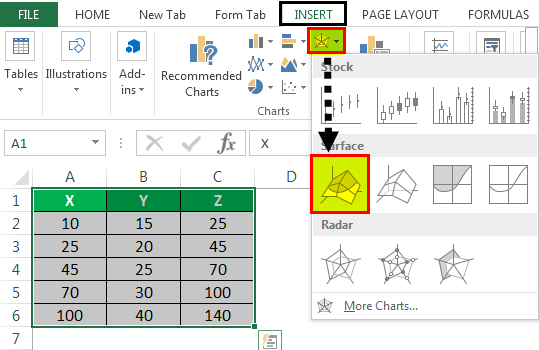 FILE HOME New Tab Form Tab INSERT PAGE LAYOUT FORMULAS
Tables Illustrations Add-ins Recommended Charts
Charts
Stock
Surface
Radar
More Charts...
A1 fx X
A B C D
1 X Y Z
2 10 15 25
3 25 20 45
4 45 25 70
5 70 30 100
6 100 40 140
7